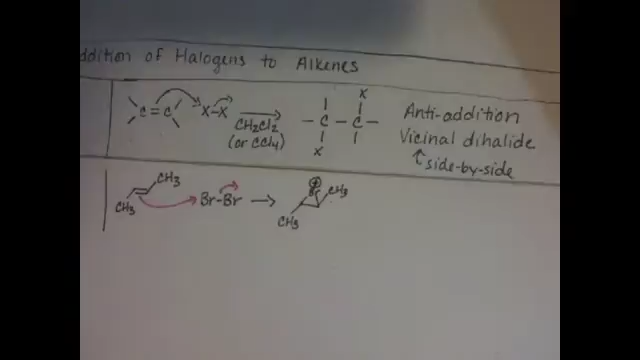 ddition of Halogens to Alkenes
C=C X-X CH2Cl2 (or CCl4)
X
-C-C-
X
Anti-addition
Vicinal dihalide
side-by-side
CH3 CH3 Br-Br
CH3 CH3